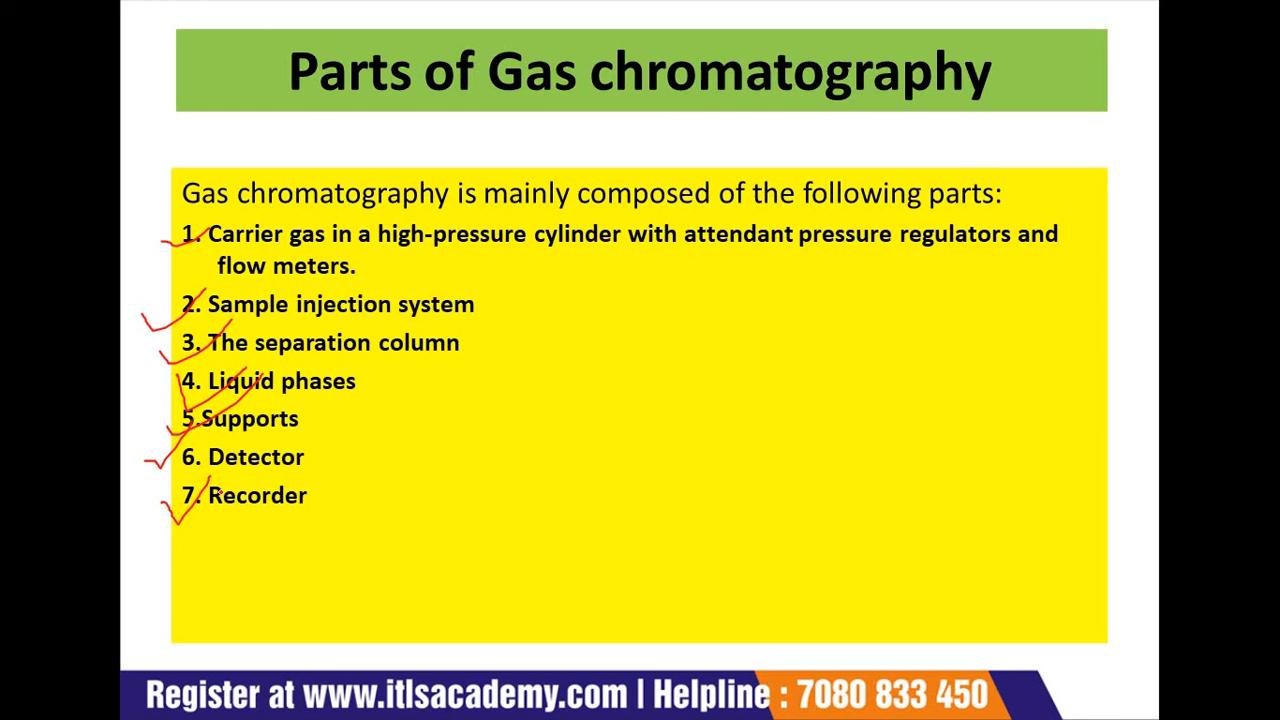 Parts of Gas chromatography
Gas chromatography is mainly composed of the following parts:
1. Carrier gas in a high-pressure cylinder with attendant pressure regulators and
flow meters.
2. Sample injection system
3. The separation column
4. Liquid phases
5.Supports
6. Detector
7. Recorder
Register at www.itlsacademy.com | Helpline : 7080 833 450